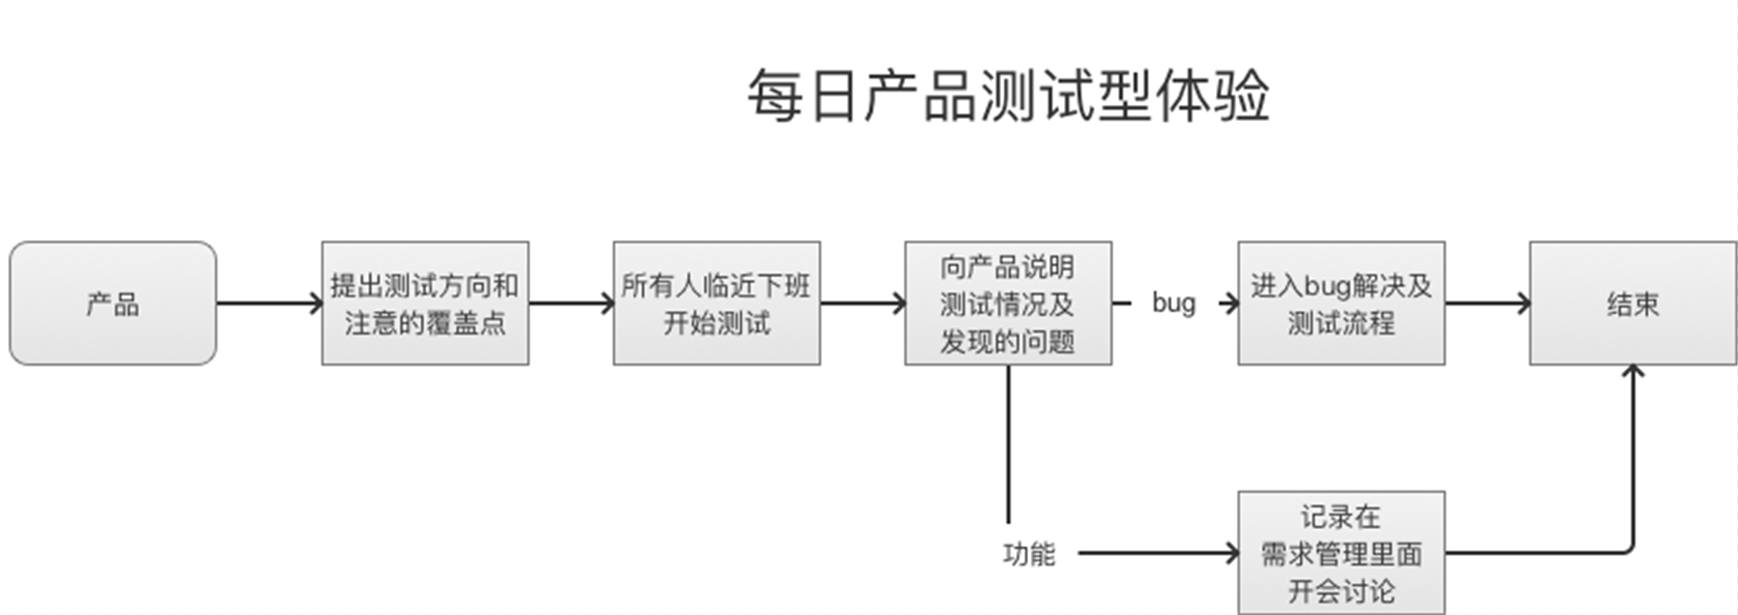 每日产品测试型体验
产品
提出测试方向和
注意的覆盖点
所有人临近下班
开始测试
向产品说明
测试情况及
发现的问题
bug
进入bug解决及
测试流程
结束
功能
记录在
需求管理里面
开会讨论